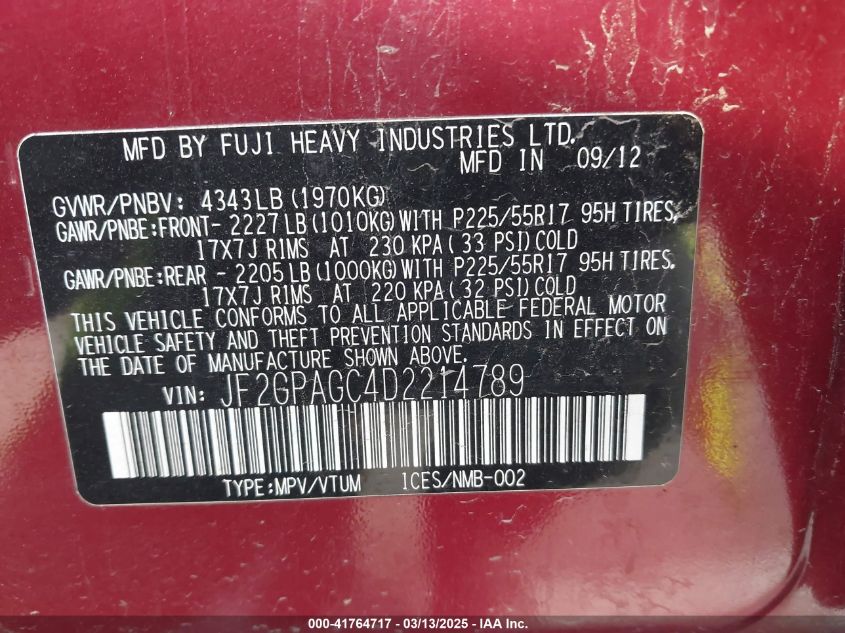 MFD BY FUJI HEAVY INDUSTRIES LTD.
MFD IN 09/12
GVWR/PNBV: 4343LB (1970KG)
GAWR/PNBE:FRONT- 2227LB (1010KG) WITH P225/55R17 95H TIRES,
17X7J RIMS AT 230 KPA ( 33 PSI) COLD
GAWR/PNBE:REAR - 2205LB (1000KG) WITH P225/55R17 95H TIRES.
17X7J RIMS AT 220 KPA ( 32 PSI) COLD
THIS VEHICLE CONFORMS TO ALL APPLICABLE FEDERAL MOTOR
VEHICLE SAFETY AND THEFT PREVENTION STANDARDS IN EFFECT ON
THE DATE OF MANUFACTURE SHOWN ABOVE.
VIN: JF2GPAGC4D2214789
TYPE:MPV/VTUM ICES/NMB-002
000-41764717 - 03/13/2025 - IAA Inc.